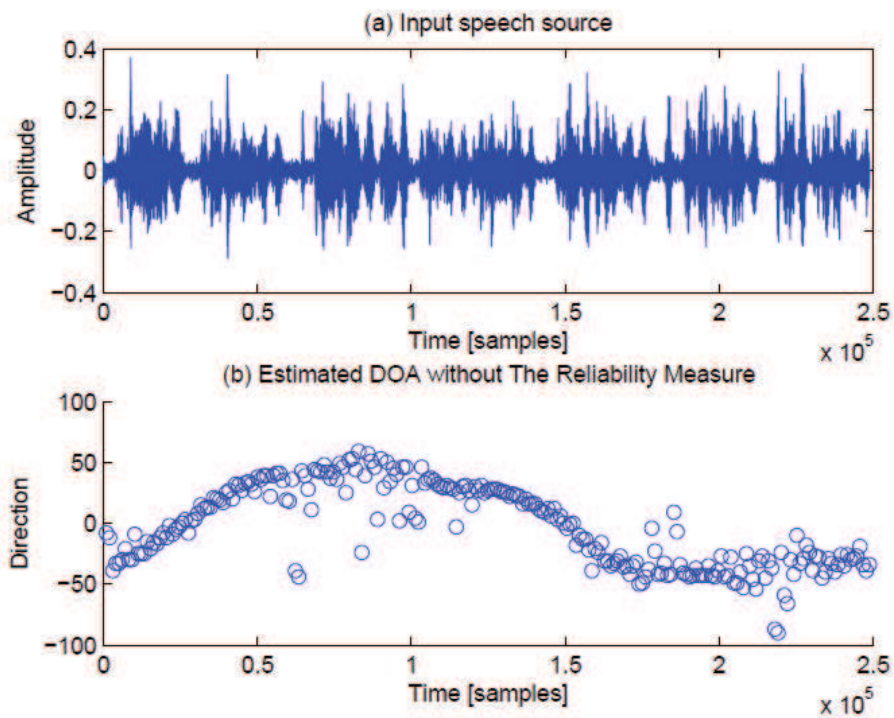 (a) Input speech source
0.4
0.2
0
−0.2
−0.4
Amplitude
0 0.5 1 1.5 2 2.5
Time [samples]
x 10^5
(b) Estimated DOA without The Reliability Measure
100
50
0
−50
−100
Direction
0 0.5 1 1.5 2 2.5
Time [samples]
x 10^5